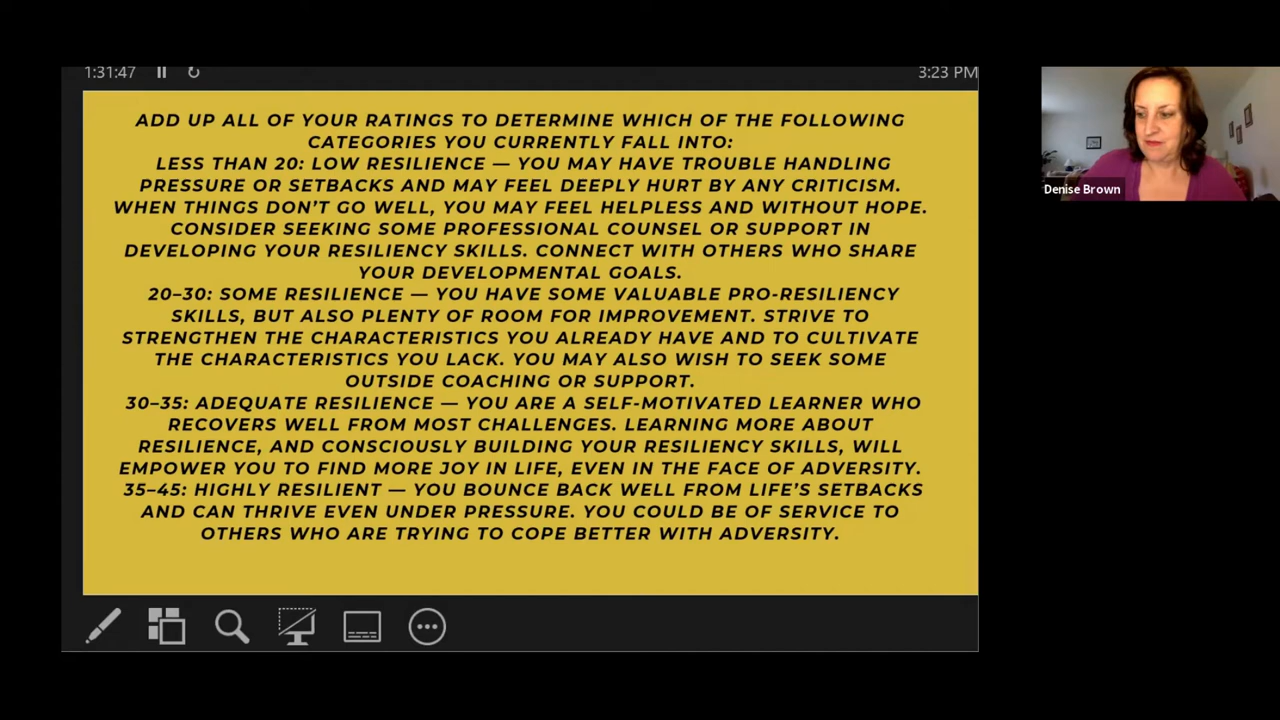 1:31:47
3:23 PM
ADD UP ALL OF YOUR RATINGS TO DETERMINE WHICH OF THE FOLLOWING
CATEGORIES YOU CURRENTLY FALL INTO:
LESS THAN 20: LOW RESILIENCE — YOU MAY HAVE TROUBLE HANDLING
PRESSURE OR SETBACKS AND MAY FEEL DEEPLY HURT BY ANY CRITICISM.
WHEN THINGS DON'T GO WELL, YOU MAY FEEL HELPLESS AND WITHOUT HOPE.
CONSIDER SEEKING SOME PROFESSIONAL COUNSEL OR SUPPORT IN
DEVELOPING YOUR RESILIENCY SKILLS. CONNECT WITH OTHERS WHO SHARE
YOUR DEVELOPMENTAL GOALS.
20–30: SOME RESILIENCE — YOU HAVE SOME VALUABLE PRO-RESILIENCY
SKILLS, BUT ALSO PLENTY OF ROOM FOR IMPROVEMENT. STRIVE TO
STRENGTHEN THE CHARACTERISTICS YOU ALREADY HAVE AND TO CULTIVATE
THE CHARACTERISTICS YOU LACK. YOU MAY ALSO WISH TO SEEK SOME
OUTSIDE COACHING OR SUPPORT.
30–35: ADEQUATE RESILIENCE — YOU ARE A SELF-MOTIVATED LEARNER WHO
RECOVERS WELL FROM MOST CHALLENGES. LEARNING MORE ABOUT
RESILIENCE, AND CONSCIOUSLY BUILDING YOUR RESILIENCY SKILLS, WILL
EMPOWER YOU TO FIND MORE JOY IN LIFE, EVEN IN THE FACE OF ADVERSITY.
35–45: HIGHLY RESILIENT — YOU BOUNCE BACK WELL FROM LIFE'S SETBACKS
AND CAN THRIVE EVEN UNDER PRESSURE. YOU COULD BE OF SERVICE TO
OTHERS WHO ARE TRYING TO COPE BETTER WITH ADVERSITY.
Denise Brown